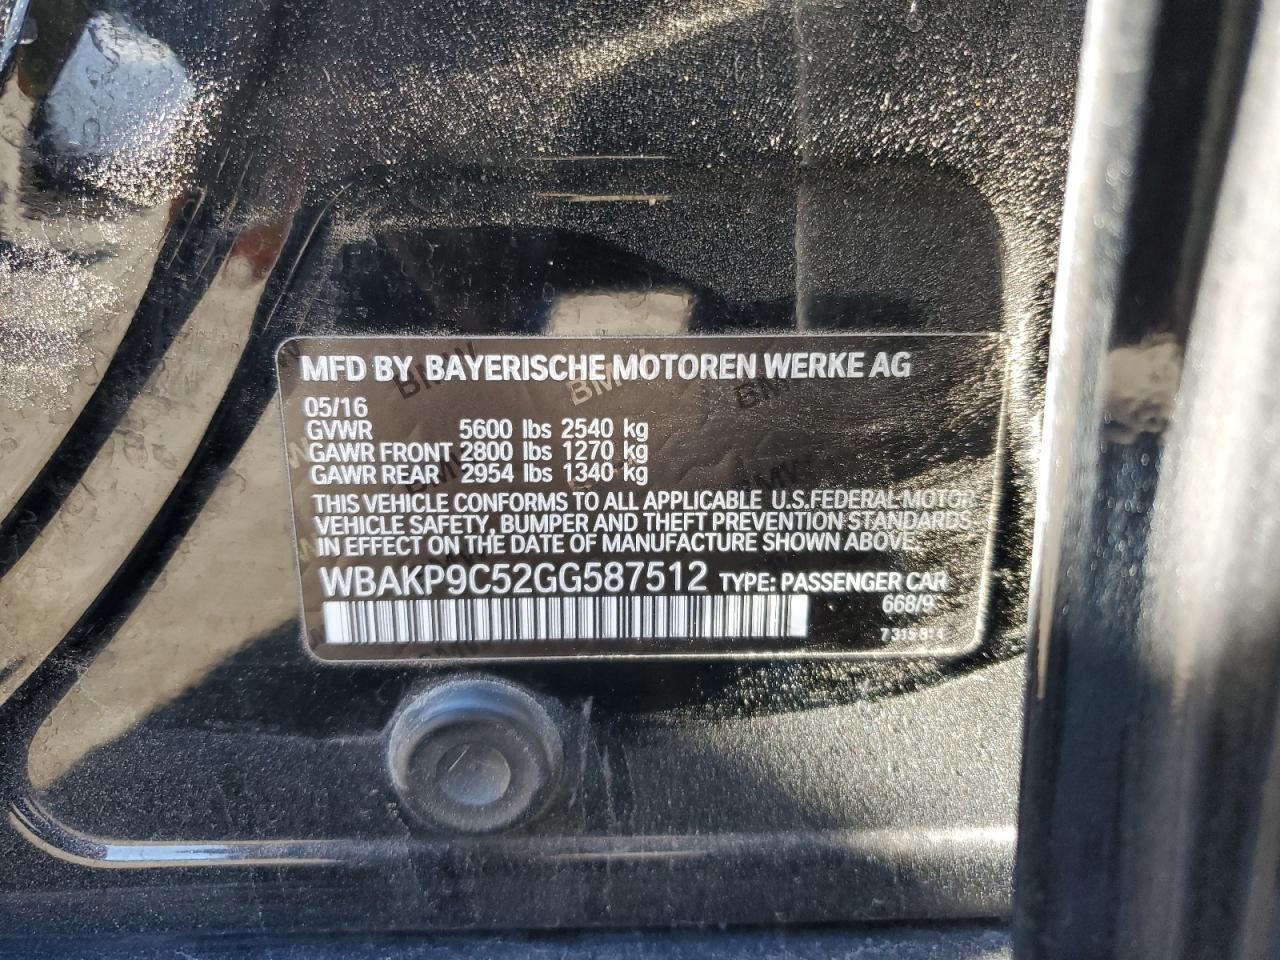 MFD BY BAYERISCHE MOTOREN WERKE AG
05/16
GVWR 5600 lbs 2540 kg
GAWR FRONT 2800 lbs 1270 kg
GAWR REAR 2954 lbs 1340 kg
THIS VEHICLE CONFORMS TO ALL APPLICABLE U.S.FEDERAL MOTOR
VEHICLE SAFETY, BUMPER AND THEFT PREVENTION STANDARDS
IN EFFECT ON THE DATE OF MANUFACTURE SHOWN ABOVE.
WBAKP9C52GG587512 TYPE: PASSENGER CAR
668/9